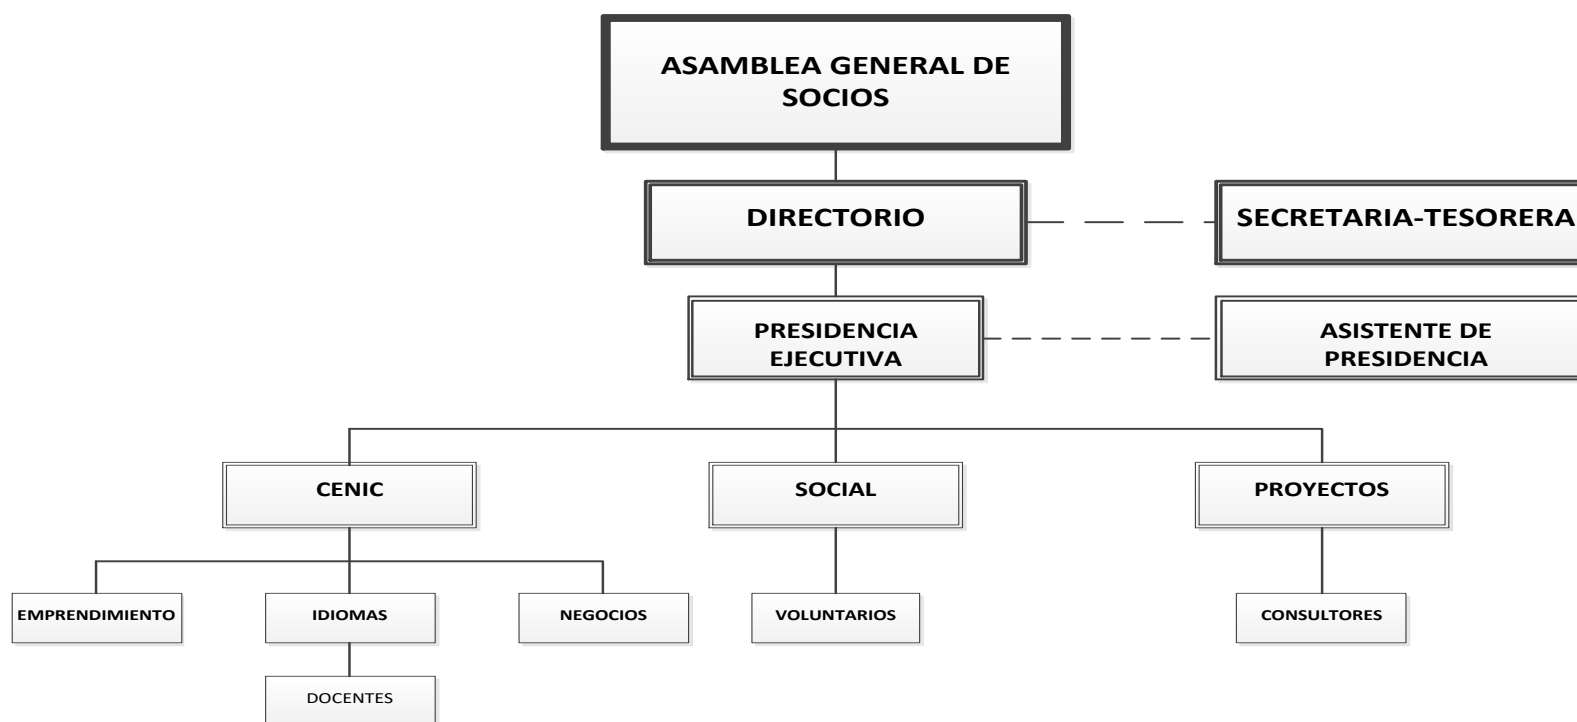 ASAMBLEA GENERAL DE
SOCIOS
DIRECTORIO
SECRETARIA-TESORERA
PRESIDENCIA
EJECUTIVA
ASISTENTE DE
PRESIDENCIA
CENIC
SOCIAL
PROYECTOS
EMPRENDIMIENTO
IDIOMAS
NEGOCIOS
VOLUNTARIOS
CONSULTORES
DOCENTES